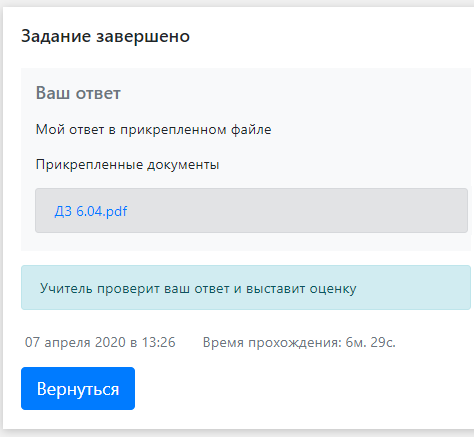 Задание завершено
Ваш ответ
Мой ответ в прикрепленном файле
Прикрепленные документы
ДЗ 6.04.pdf
Учитель проверит ваш ответ и выставит оценку
07 апреля 2020 в 13:26 Время прохождения: 6м. 29с.
Вернуться